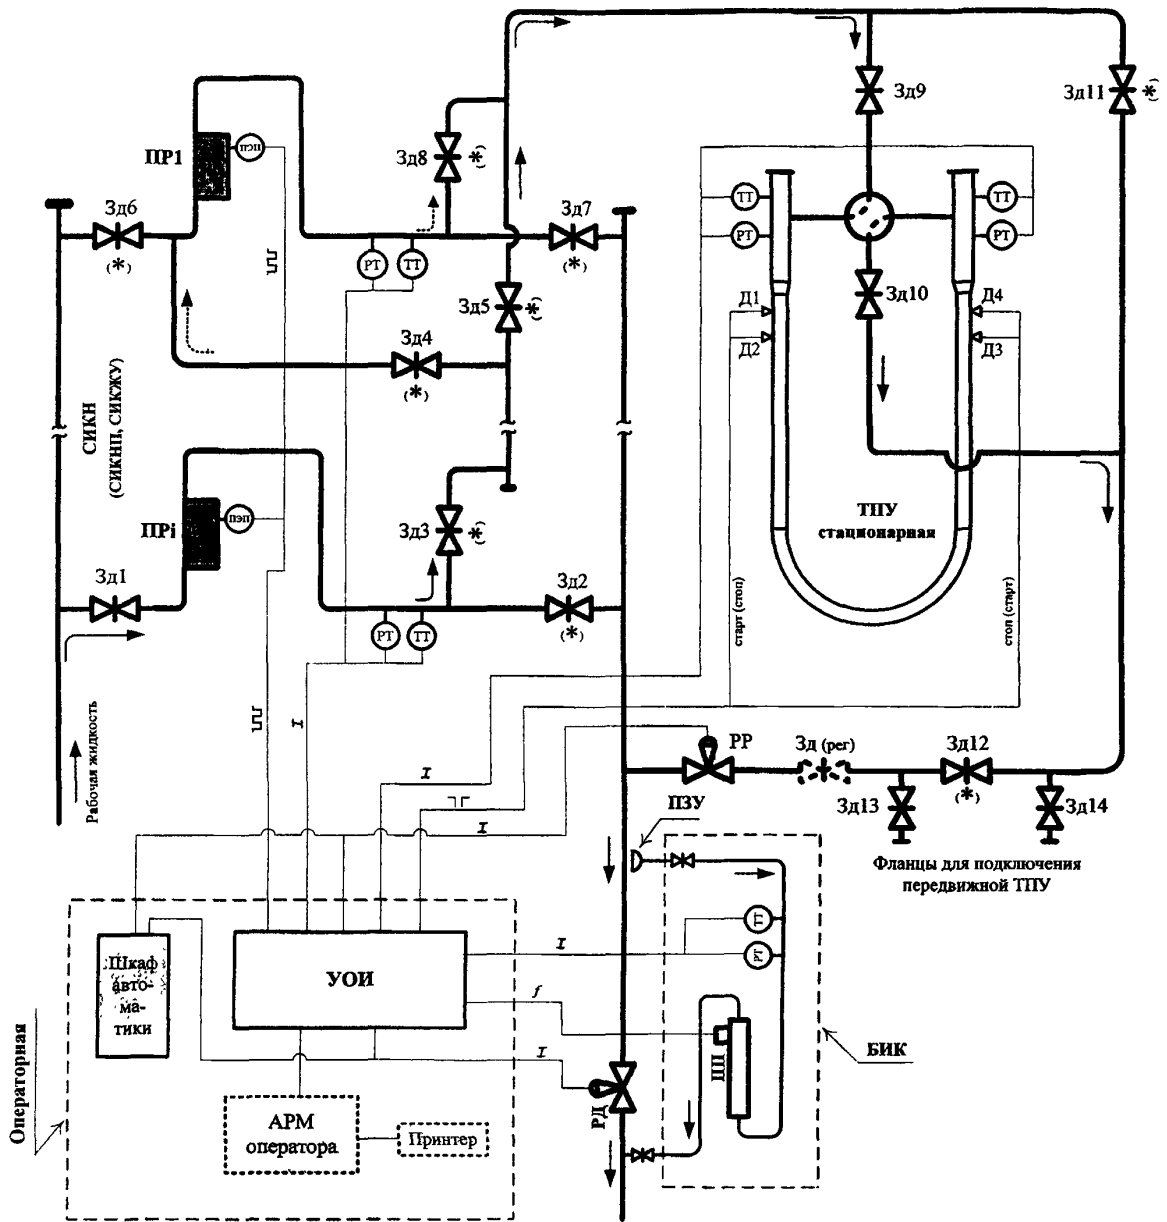 Зд9
Зд11
(*)
ПР1
ПСП
Зд8
(*)
Зд6
(*)
Зд7
(*)
РТ
ТТ
ТТ
РТ
ТТ
РТ
Зд10
Зд5
(*)
Д1
Д2
Д4
Д3
Зд4
(*)
СИКН
(СИКНП, СИКЖУ)
ПРi
ПЭП
Зд3
(*)
ТПУ
стационарная
Зд1
Зд2
(*)
РТ
ТТ
старт (стоп)
стоп (старт)
Рабочая жидкость
I
I
I
РР
Зд (рег)
Зд12
(*)
Зд13
Зд14
ПЗУ
Фланцы для подключения
передвижной ТПУ
ТТ
РТ
Шкаф
авто-
ма-
тики
УОИ
I
f
I
ПП
БИК
РД
Операторная
АРМ
оператора
Принтер